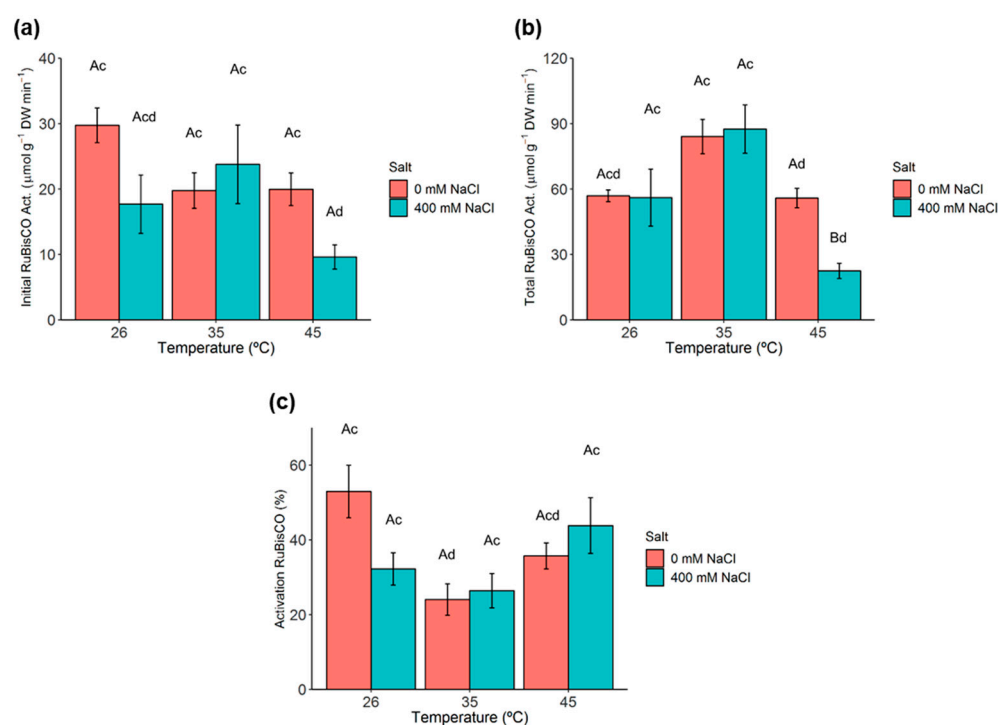 (a)
Initial RuBisCO Act. (μmol g⁻¹ DW min⁻¹)
40
30
20
10
0
Ac
Acd
Ac
Ac
Ac
Ad
26
35
45
Temperature (ºC)
Salt
0 mM NaCl
400 mM NaCl
(b)
Total RuBisCO Act. (μmol g⁻¹ DW min⁻¹)
120
90
60
30
0
Acd
Ac
Ac
Ac
Ad
Bd
26
35
45
Temperature (ºC)
Salt
0 mM NaCl
400 mM NaCl
(c)
Activation RuBisCO (%)
60
40
20
0
Ac
Ac
Ad
Ac
Acd
Ac
26
35
45
Temperature (ºC)
Salt
0 mM NaCl
400 mM NaCl